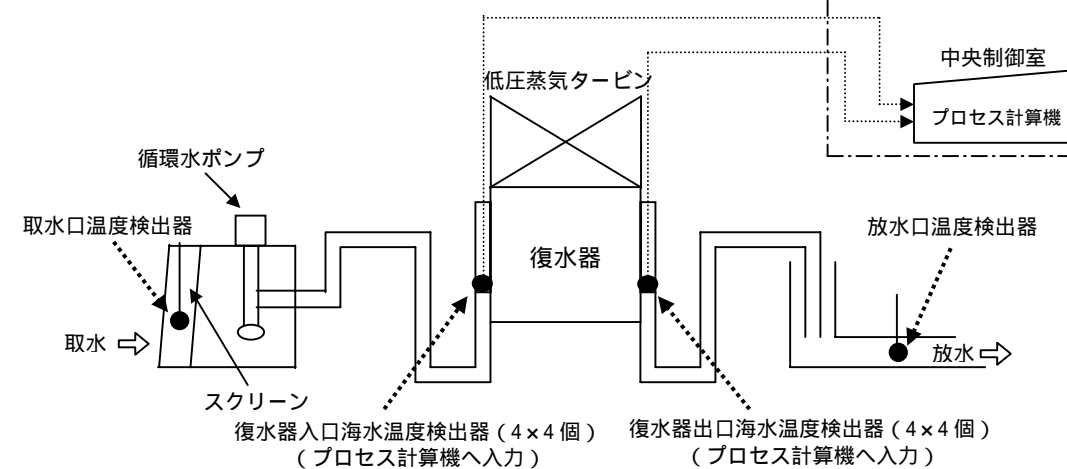 中央制御室
低圧蒸気タービン
プロセス計算機
循環水ポンプ
取水口温度検出器
放水口温度検出器
復水器
取水
放水
スクリーン
復水器入口海水温度検出器（4×4個）
（プロセス計算機へ入力）
復水器出口海水温度検出器（4×4個）
（プロセス計算機へ入力）